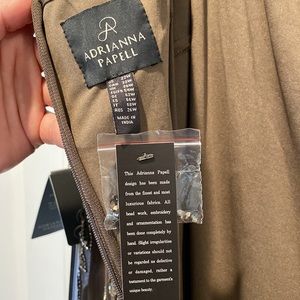 ADRIANNA
PAPELL
MADE IN
INDIA
This Adrianna Papell
design has been made
from the finest and most
luxurious fabrics. All
bead work, embroidery
and ornamentation has
been done completely by
hand. Slight irregularities
or variations should not
be regarded as defective
or damaged, rather a
testament to the garment's
unique beauty.